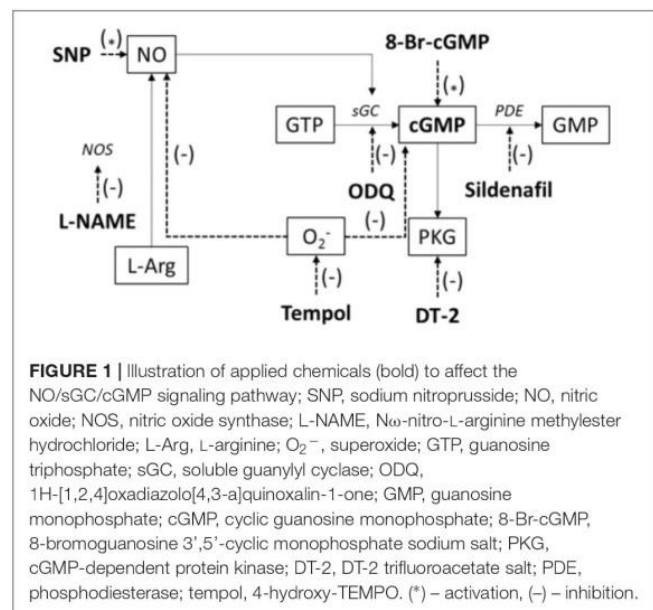 SNP (*) NO
8-Br-cGMP
(*)
GTP sGC cGMP PDE GMP
NOS (-) (-) (-)
(-) ODQ Sildenafil
L-NAME (-)
L-Arg O₂⁻ PKG
(-) (-)
Tempol DT-2
FIGURE 1 | Illustration of applied chemicals (bold) to affect the
NO/sGC/cGMP signaling pathway; SNP, sodium nitroprusside; NO, nitric
oxide; NOS, nitric oxide synthase; L-NAME, Nω-nitro-L-arginine methylester
hydrochloride; L-Arg, L-arginine; O₂⁻, superoxide; GTP, guanosine
triphosphate; sGC, soluble guanylyl cyclase; ODQ,
1H-[1,2,4]oxadiazolo[4,3-a]quinoxalin-1-one; GMP, guanosine
monophosphate; cGMP, cyclic guanosine monophosphate; 8-Br-cGMP,
8-bromoguanosine 3’,5’-cyclic monophosphate sodium salt; PKG,
cGMP-dependent protein kinase; DT-2, DT-2 trifluoroacetate salt; PDE,
phosphodiesterase; tempol, 4-hydroxy-TEMPO. (*) – activation, (–) – inhibition.